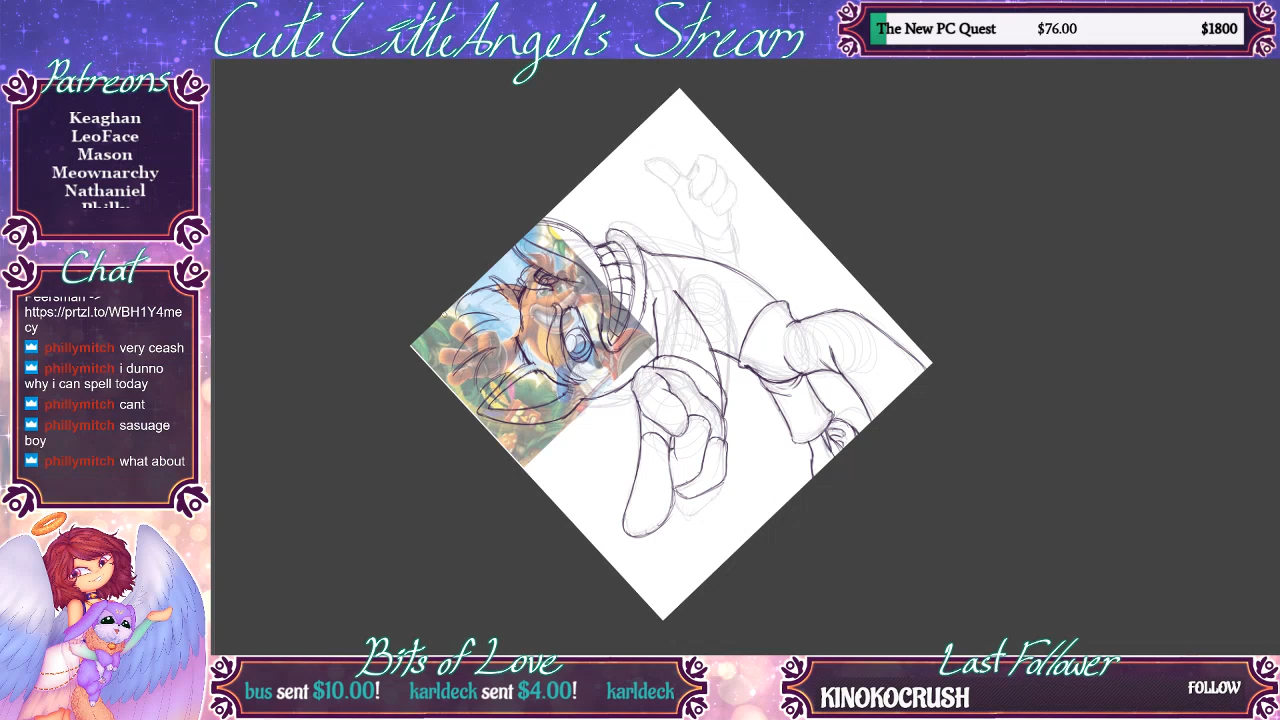 CuteLittleAngel's Stream
The New PC Quest $76.00 $1800
Patreons
Keaghan
LeoFace
Mason
Meownarchy
Nathaniel
Chat
https://prtzl.to/WBH1Y4me
cy
phillymitch very ceash
phillymitch i dunno
why i can spell today
phillymitch cant
phillymitch sasuage
boy
phillymitch what about
Bits of Love
bus sent $10.00! karldeck sent $4.00! karldeck
Last Follower
KINOKOCRUSH FOLLOW